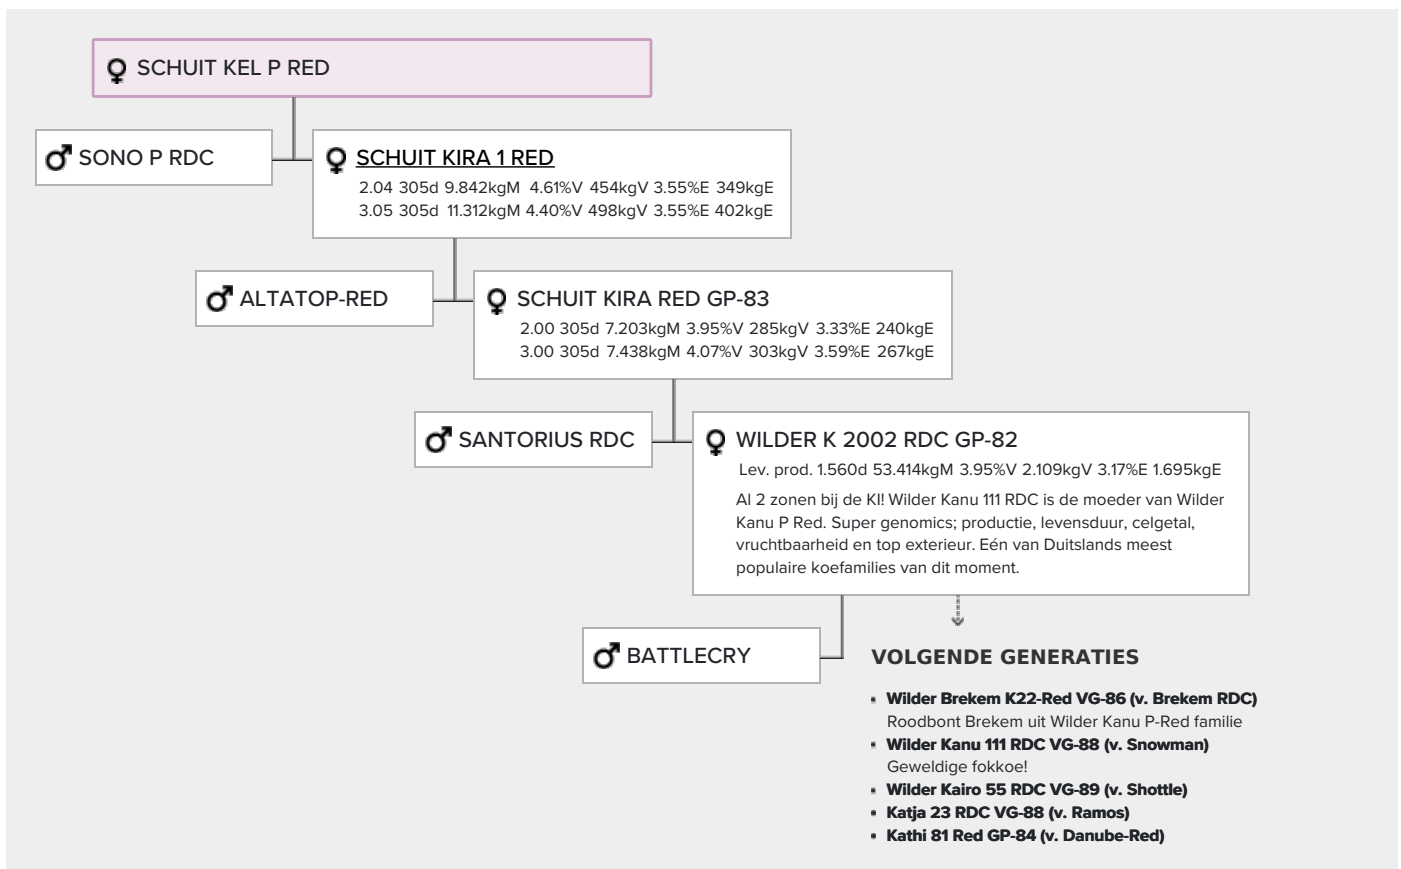 SCHUIT KEL P RED
SONO P RDC
SCHUIT KIRA 1 RED
2.04 305d 9.842kgM 4.61%V 454kgV 3.55%E 349kgE
3.05 305d 11.312kgM 4.40%V 498kgV 3.55%E 402kgE
ALTATOP-RED
SCHUIT KIRA RED GP-83
2.00 305d 7.203kgM 3.95%V 285kgV 3.33%E 240kgE
3.00 305d 7.438kgM 4.07%V 303kgV 3.59%E 267kgE
SANTORIUS RDC
WILDER K 2002 RDC GP-82
Lev. prod. 1.560d 53.414kgM 3.95%V 2.109kgV 3.17%E 1.695kgE
Al 2 zonen bij de KI! Wilder Kanu 111 RDC is de moeder van Wilder
Kanu P Red. Super genomics; productie, levensduur, celgetal,
vruchtbaarheid en top exterieur. Eén van Duitslands meest
populaire koefamilies van dit moment.
BATTLECRY
VOLGENDE GENERATIES
▪ Wilder Brekem K22-Red VG-86 (v. Brekem RDC)
Roodbont Brekem uit Wilder Kanu P-Red familie
▪ Wilder Kanu 111 RDC VG-88 (v. Snowman)
Geweldige fokkoe!
▪ Wilder Kairo 55 RDC VG-89 (v. Shottle)
▪ Katja 23 RDC VG-88 (v. Ramos)
▪ Kathi 81 Red GP-84 (v. Danube-Red)